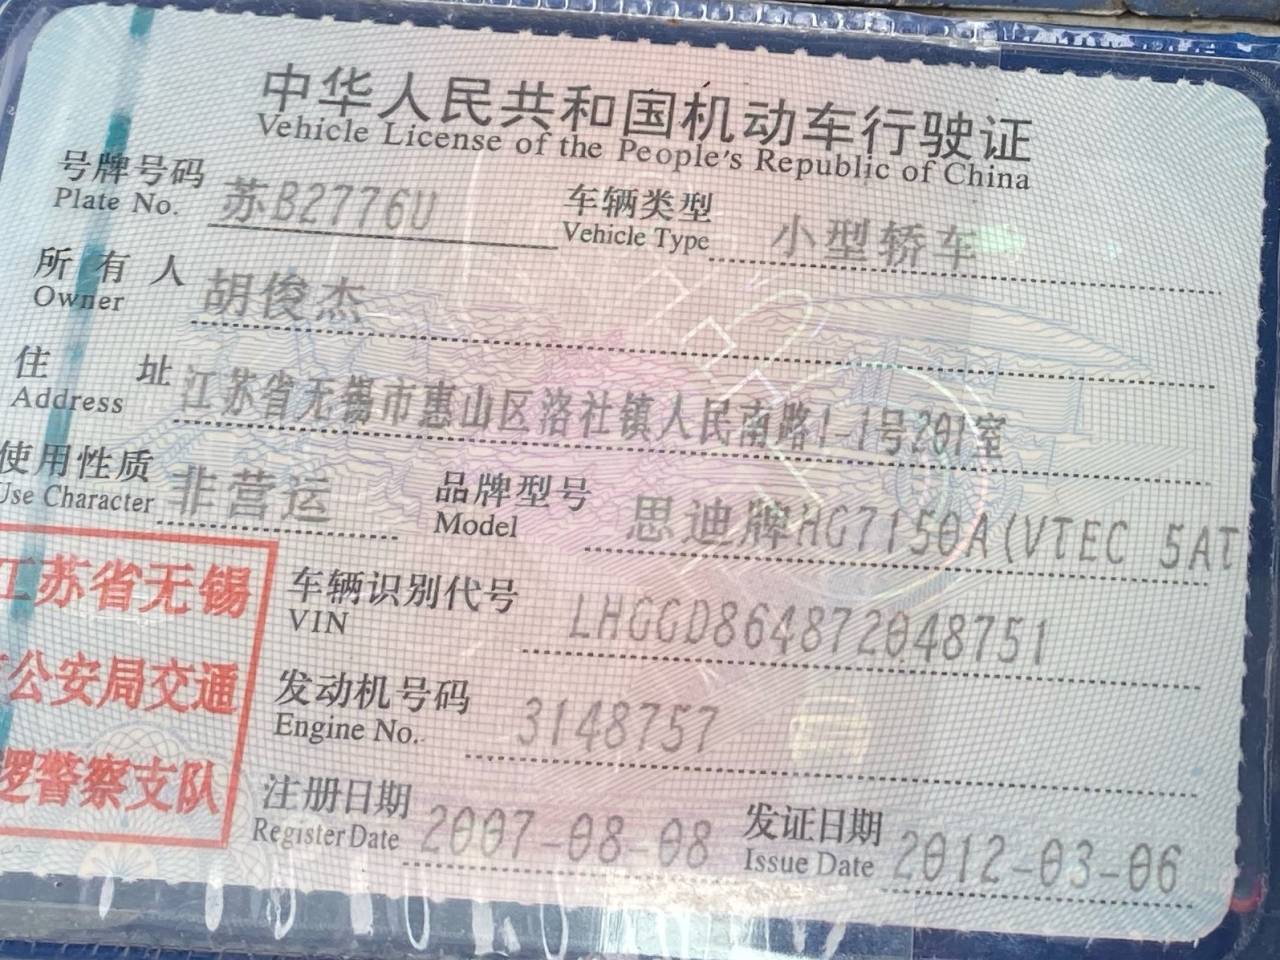 中华人民共和国机动车行驶证
Vehicle License of the People's Republic of China
号牌号码 苏B2776U 车辆类型 小型轿车
Plate No. Vehicle Type
所有人 胡俊杰
Owner
住址 江苏省无锡市惠山区洛社镇人民南路1-1号201室
Address
使用性质 非营运 品牌型号 思迪牌HG7150A(VTEC 5AT
Use Character Model
江苏省无锡
公安局交通
逻警察支队
车辆识别代号 LHGGD864872048751
VIN
发动机号码 3148757
Engine No.
注册日期 2007-08-08 发证日期 2012-03-06
Register Date Issue Date